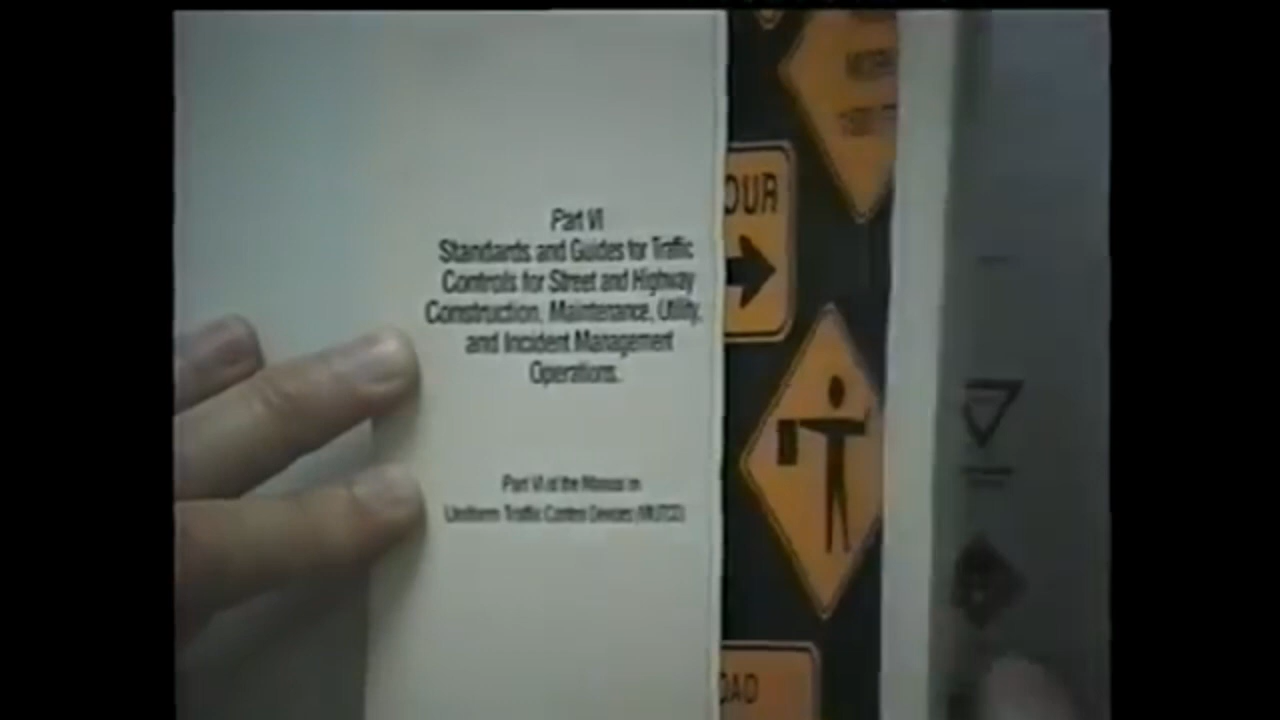 Part VI
Standards and Guides for Traffic
Controls for Street and Highway
Construction, Maintenance, Utility,
and Incident Management
Operations.
Part VI of the Manual on
Uniform Traffic Control Devices (MUTCD)
OUR
OAD